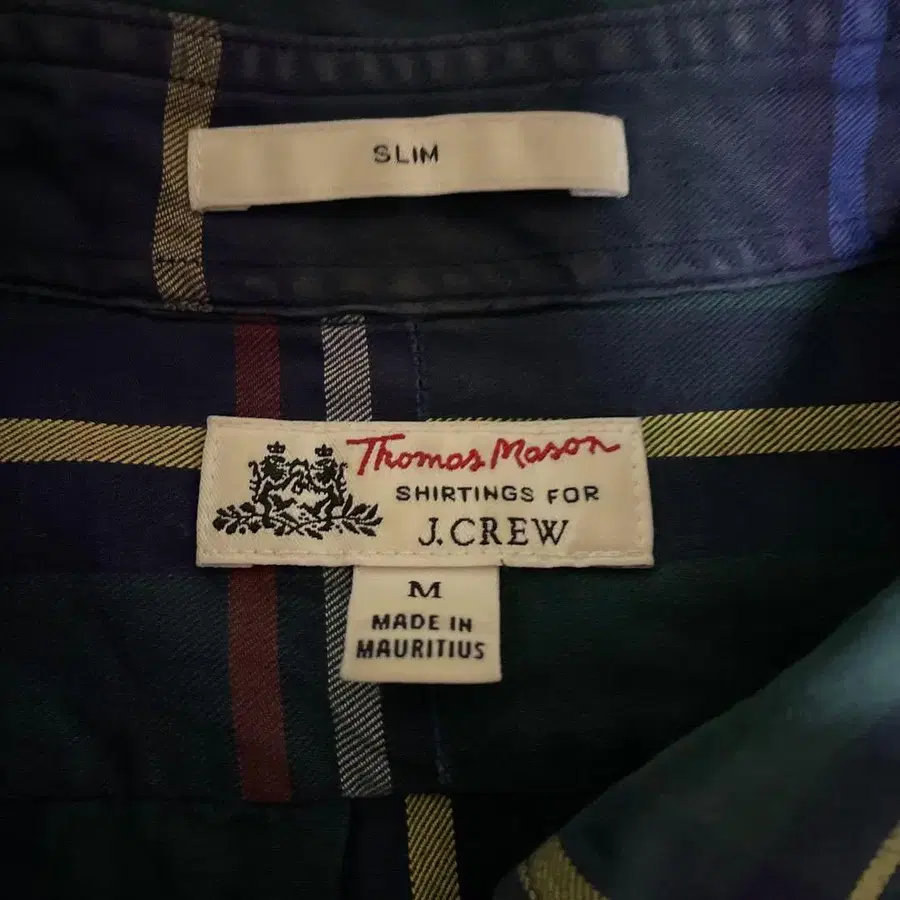 SLIM
Thomas Mason
SHIRTINGS FOR
J.CREW
M
MADE IN
MAURITIUS